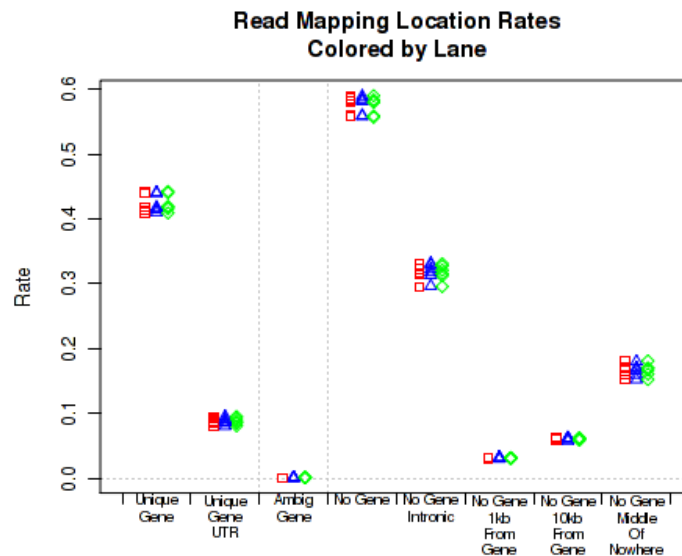 Read Mapping Location Rates
Colored by Lane
Rate
0.6
0.5
0.4
0.3
0.2
0.1
0.0
Unique
Gene
Unique
Gene
UTR
Ambig
Gene
No Gene
No Gene
Intronic
No Gene
1kb
From
Gene
No Gene
10kb
From
Gene
No Gene
Middle
Of
Nowhere